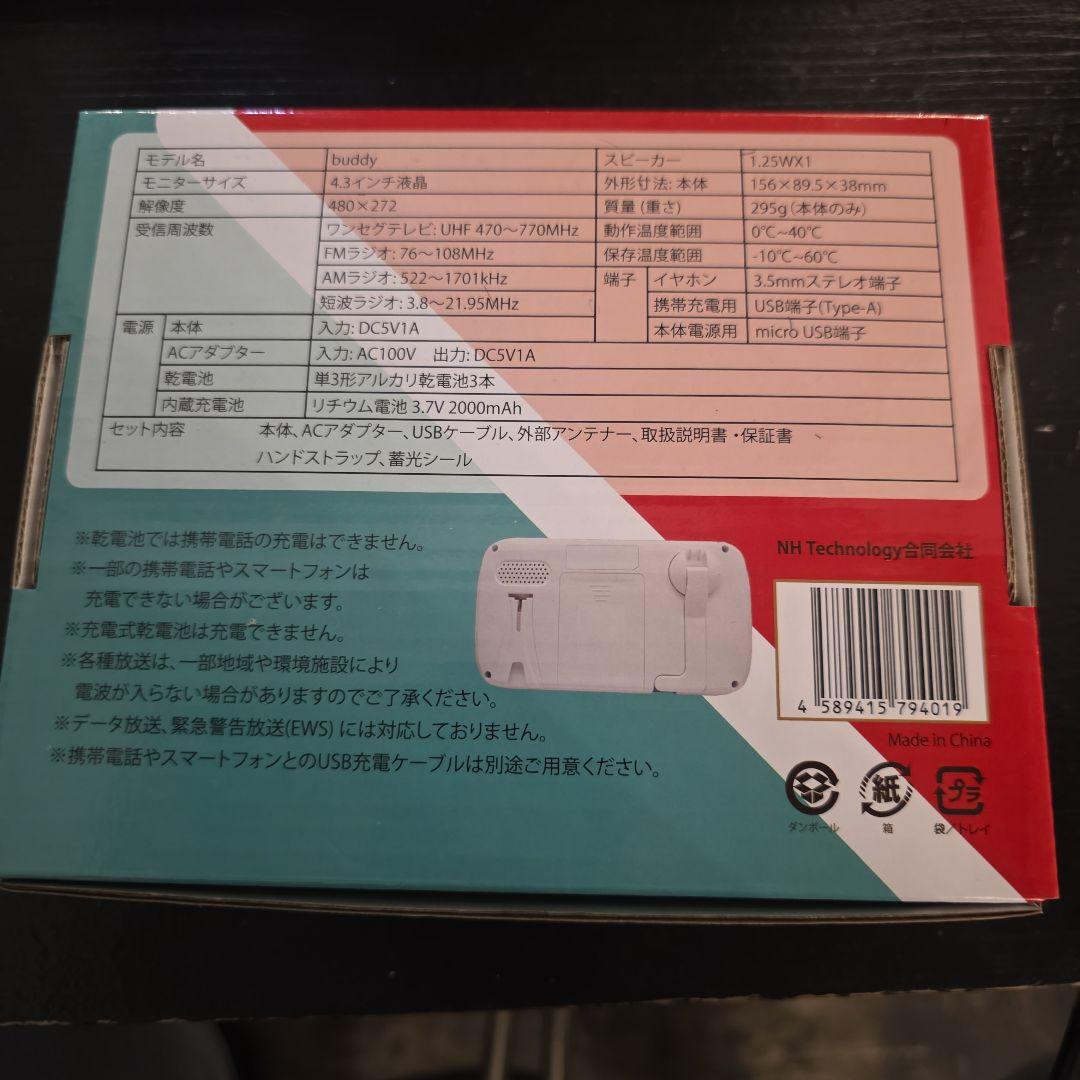 モデル名 buddy
モニターサイズ 4.3インチ液晶
解像度 480×272
受信周波数 ワンセグテレビ: UHF 470〜770MHz
FMラジオ: 76〜108MHz
AMラジオ: 522〜1701kHz
短波ラジオ: 3.8〜21.95MHz
スピーカー 1.25WX1
外形寸法: 本体 156×89.5×38mm
質量 (重さ) 295g(本体のみ)
動作温度範囲 0℃~40℃
保存温度範囲 -10℃~60℃
端子 イヤホン 3.5mmステレオ端子
携帯充電用 USB端子(Type-A)
本体電源用 micro USB端子
電源 本体 入力: DC5V1A
ACアダプター 入力: AC100V 出力: DC5V1A
乾電池 単3形アルカリ乾電池3本
内蔵充電池 リチウム電池 3.7V 2000mAh
セット内容 本体、ACアダプター、USBケーブル、外部アンテナー、取扱説明書・保証書、
ハンドストラップ、蓄光シール
※乾電池では携帯電話の充電はできません。
※一部の携帯電話やスマートフォンは
充電できない場合がございます。
※充電式乾電池は充電できません。
※各種放送は、一部地域や環境施設により
電波が入らない場合がありますのでご了承ください。
※データ放送、緊急警告放送(EWS) には対応しておりません。
※携帯電話やスマートフォンとのUSB充電ケーブルは別途ご用意ください。
NH Technology合同会社
4 589415 794019
Made in China
紙 プラ
ダンボール 箱 袋/トレイ